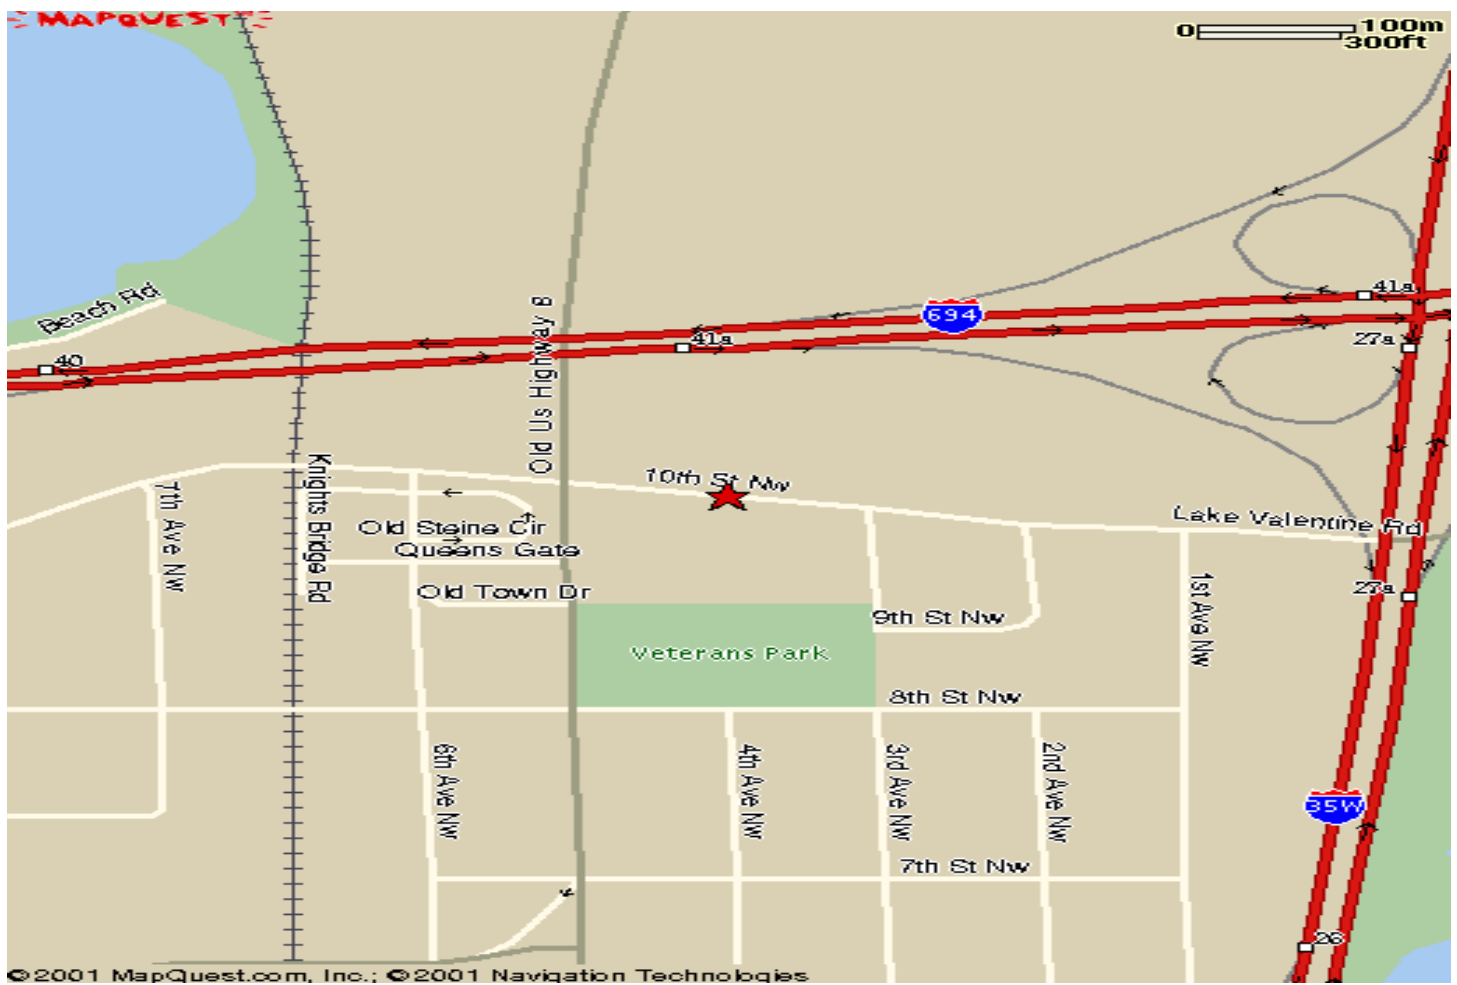 MAPQUEST
0 100m
300ft
Beach Rd
41a
694
41a
27a
40
Old Us Highway 8
10th St Nw
Knights Bridge Rd
7th Ave Nw
Old Steine Cir
Lake Valentine Rd
Queens Gate
Old Town Dr
27a
1st Ave Nw
9th St Nw
Veterans Park
8th St Nw
6th Ave Nw
4th Ave Nw
3rd Ave Nw
2nd Ave Nw
35W
7th St Nw
26
©2001 MapQuest.com, Inc.; ©2001 Navigation Technologies